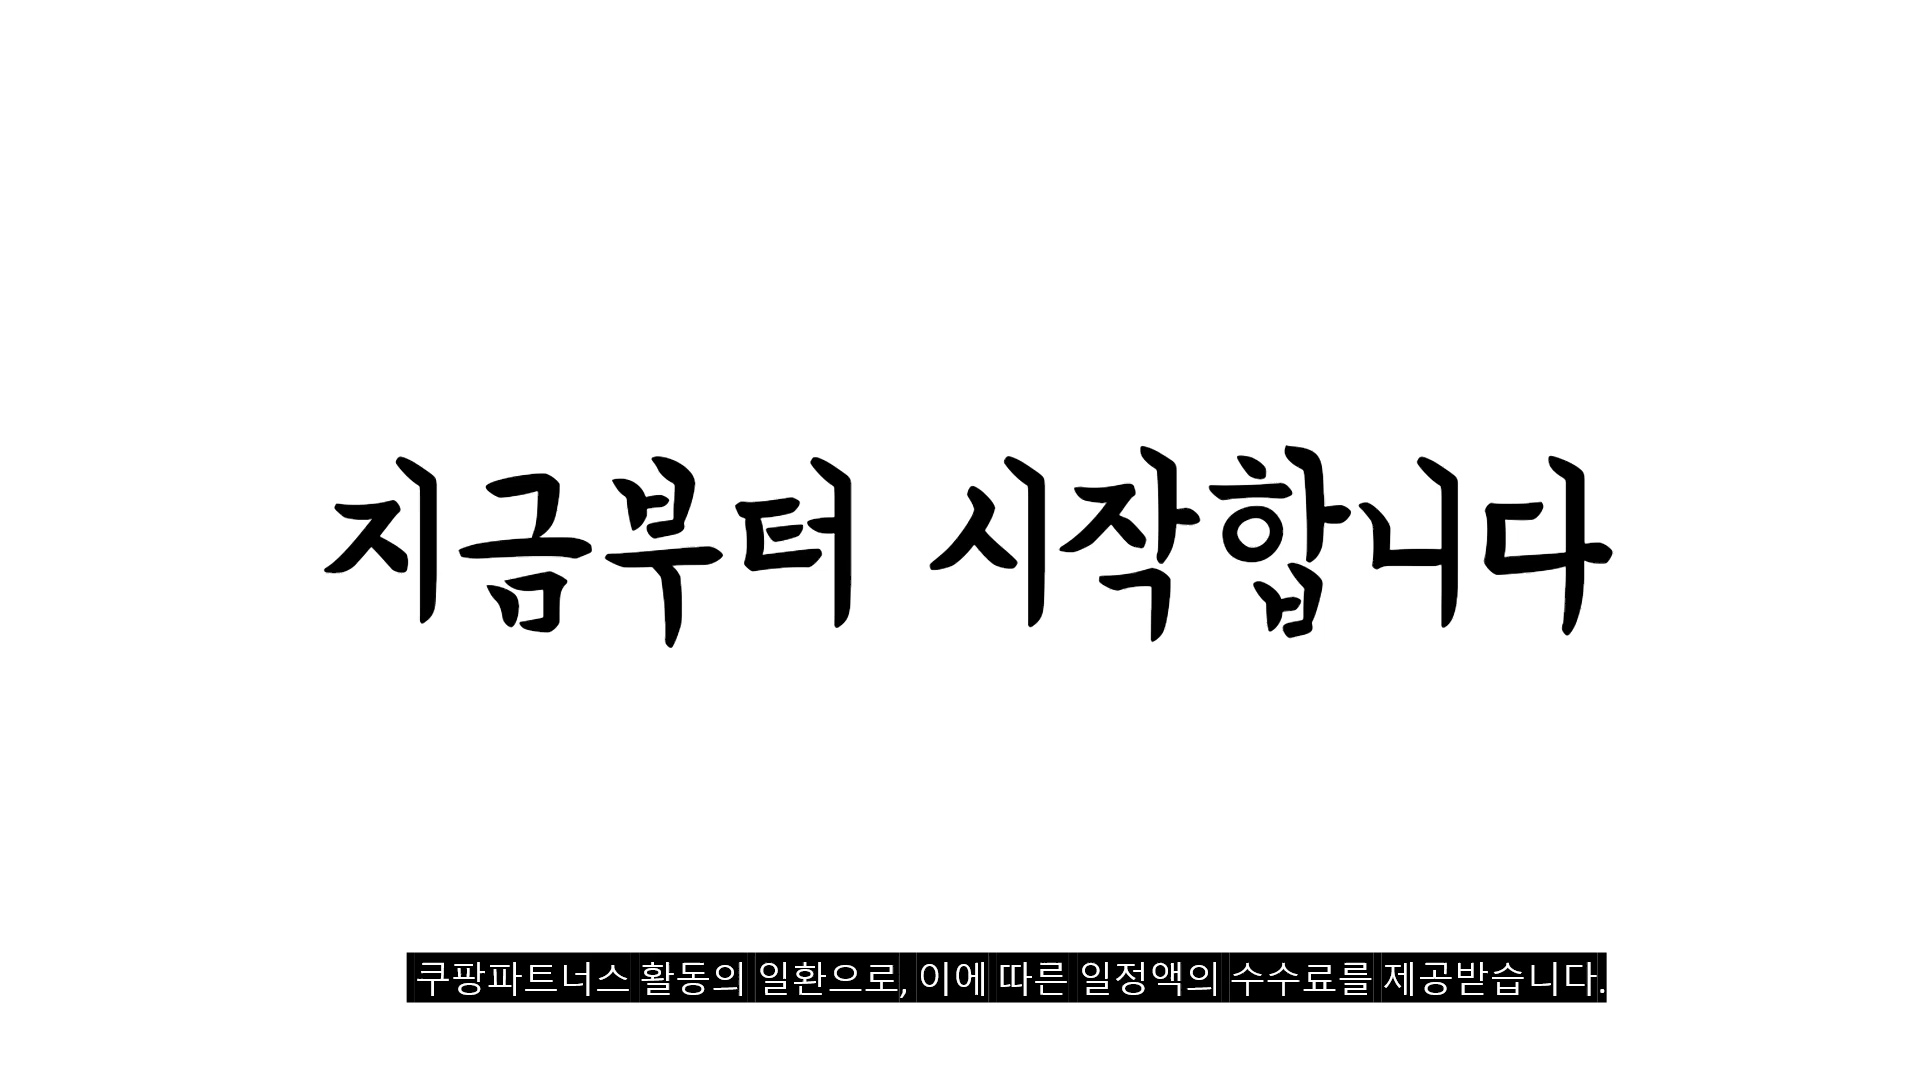 지금부터 시작합니다
쿠팡파트너스 활동의 일환으로, 이에 따른 일정액의 수수료를 제공받습니다.